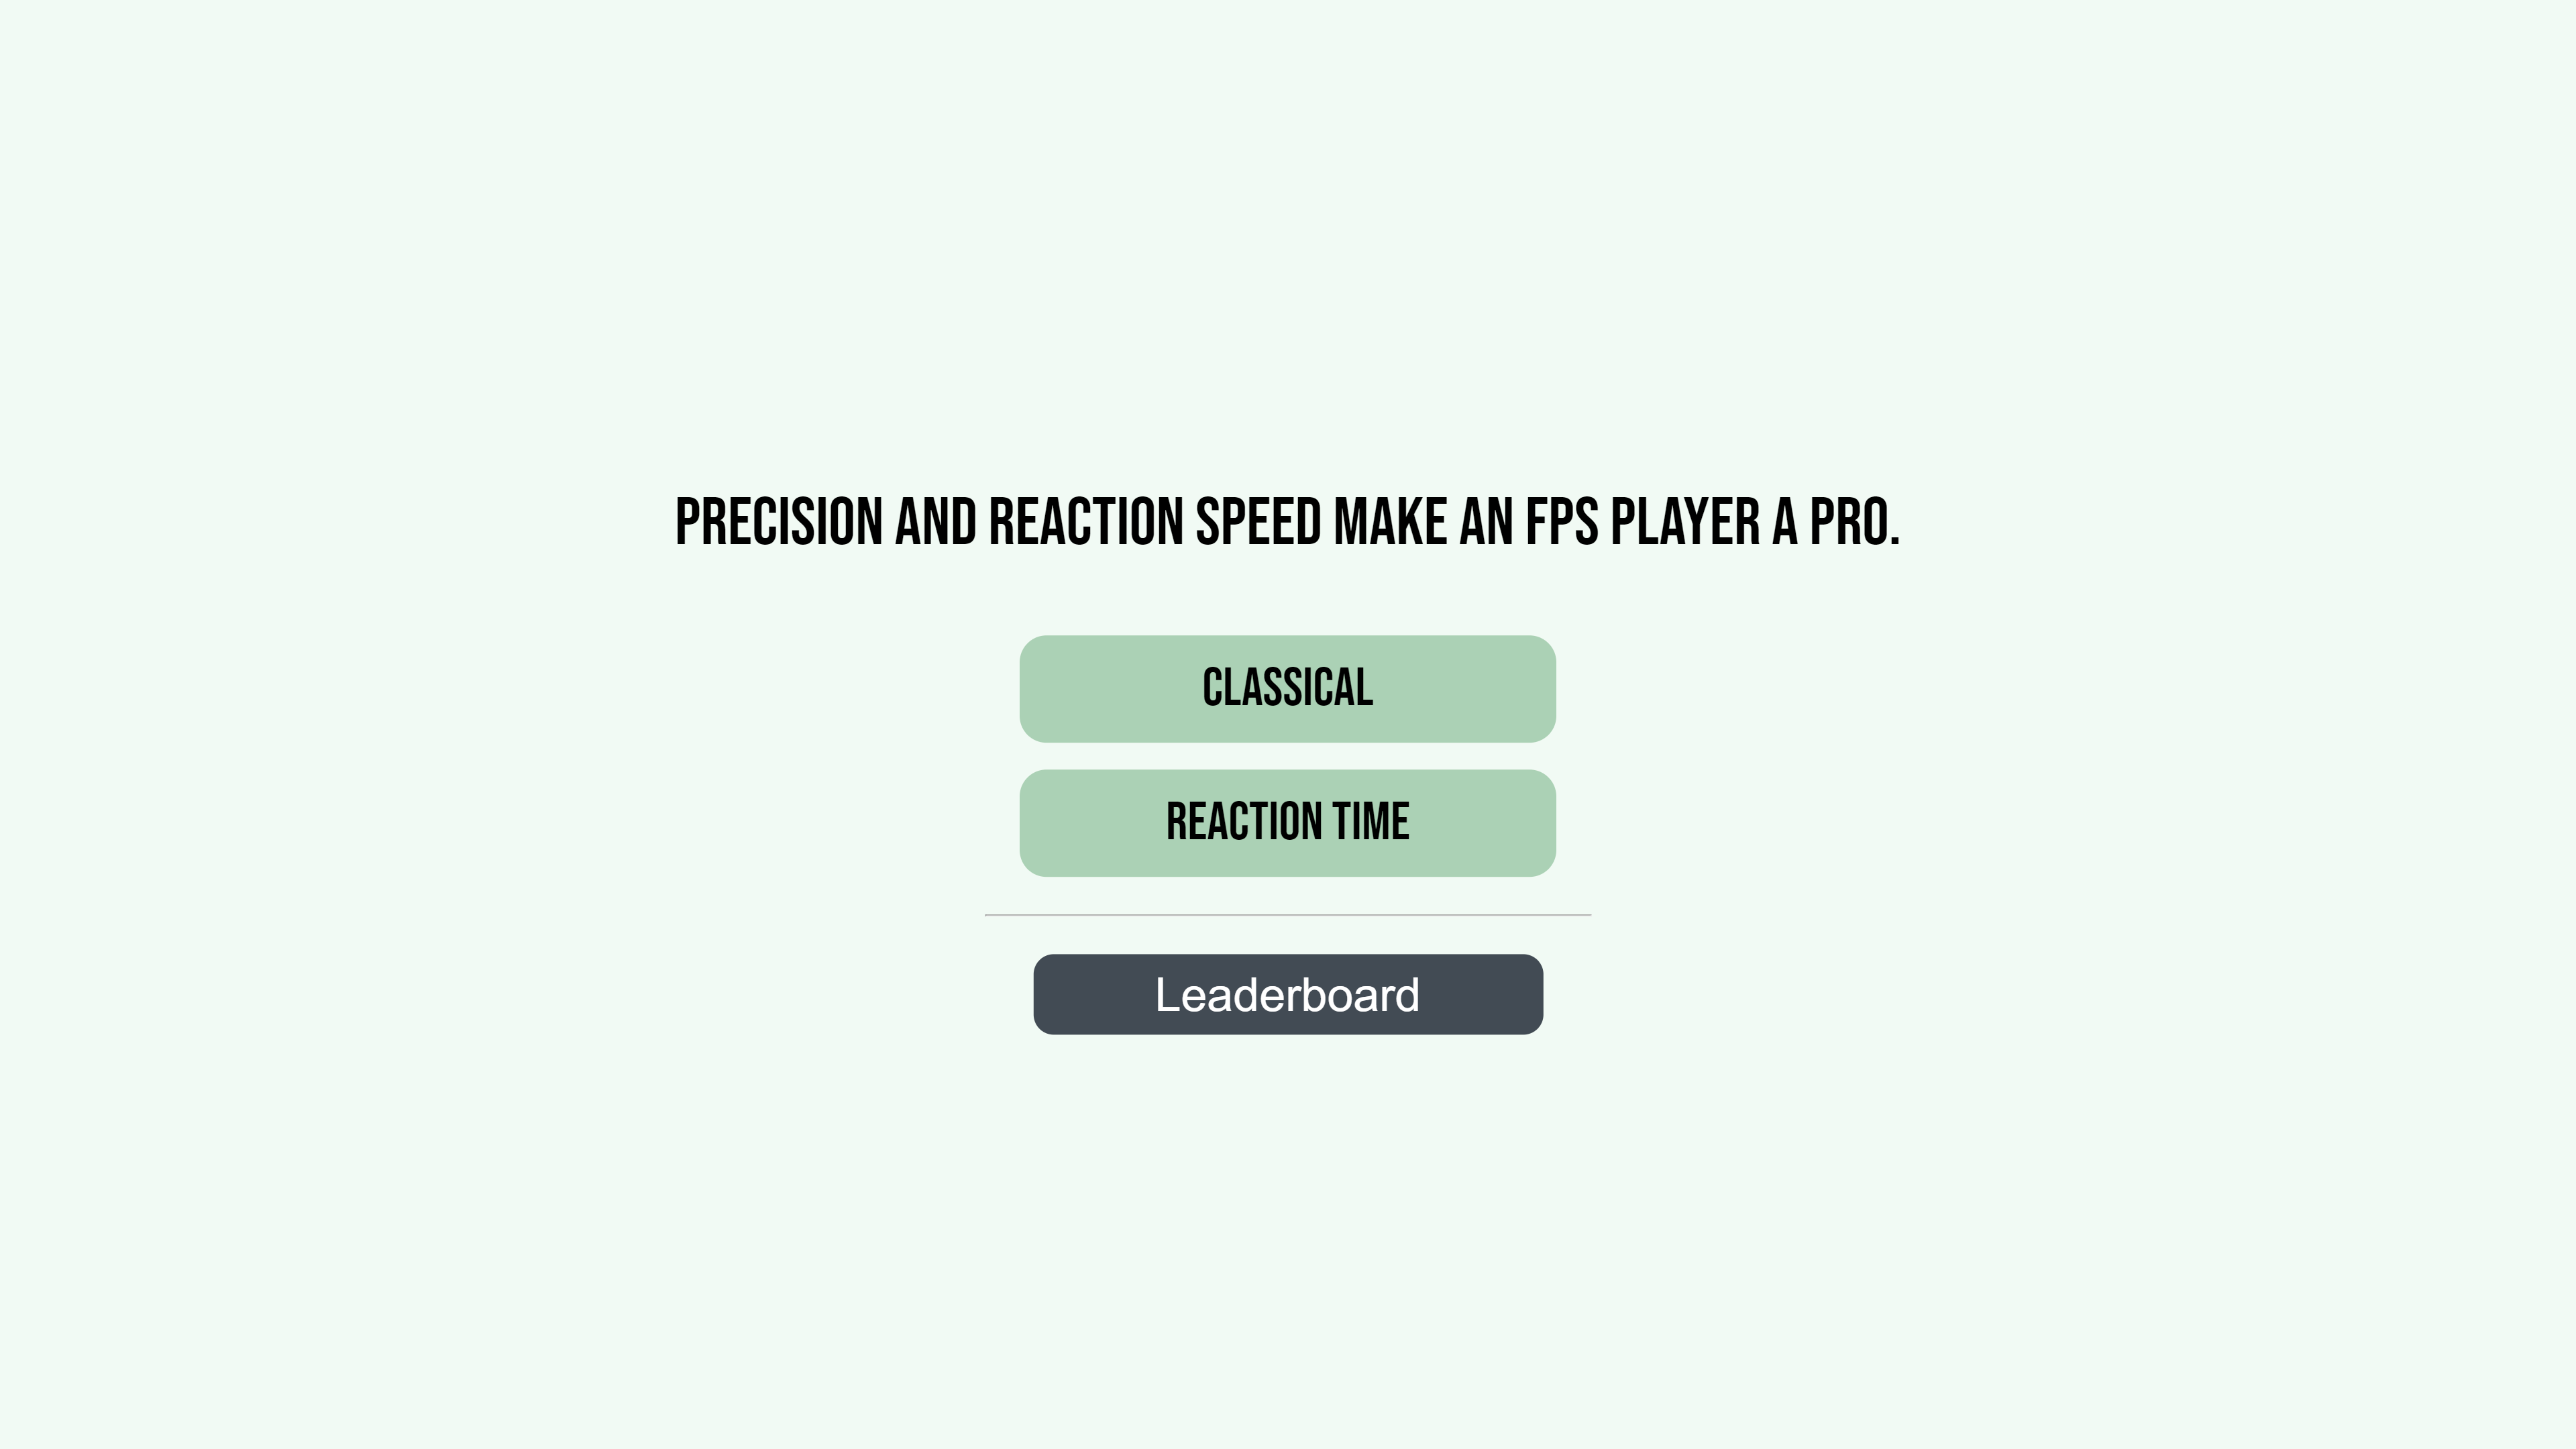 PRECISION AND REACTION SPEED MAKE AN FPS PLAYER A PRO.
CLASSICAL
REACTION TIME
Leaderboard